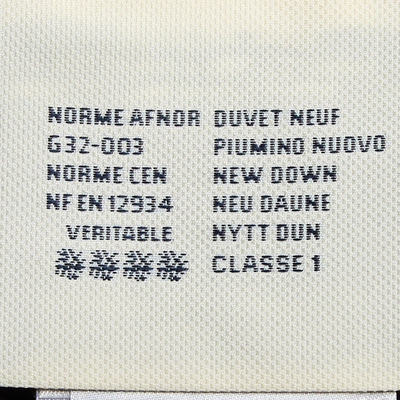 NORME AFNOR
G32-003
NORME CEN
NF EN 12934
VERITABLE
DUVET NEUF
PIUMINO NUOVO
NEW DOWN
NEU DAUNE
NYTT DUN
CLASSE 1